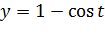 y = 1 − cos t